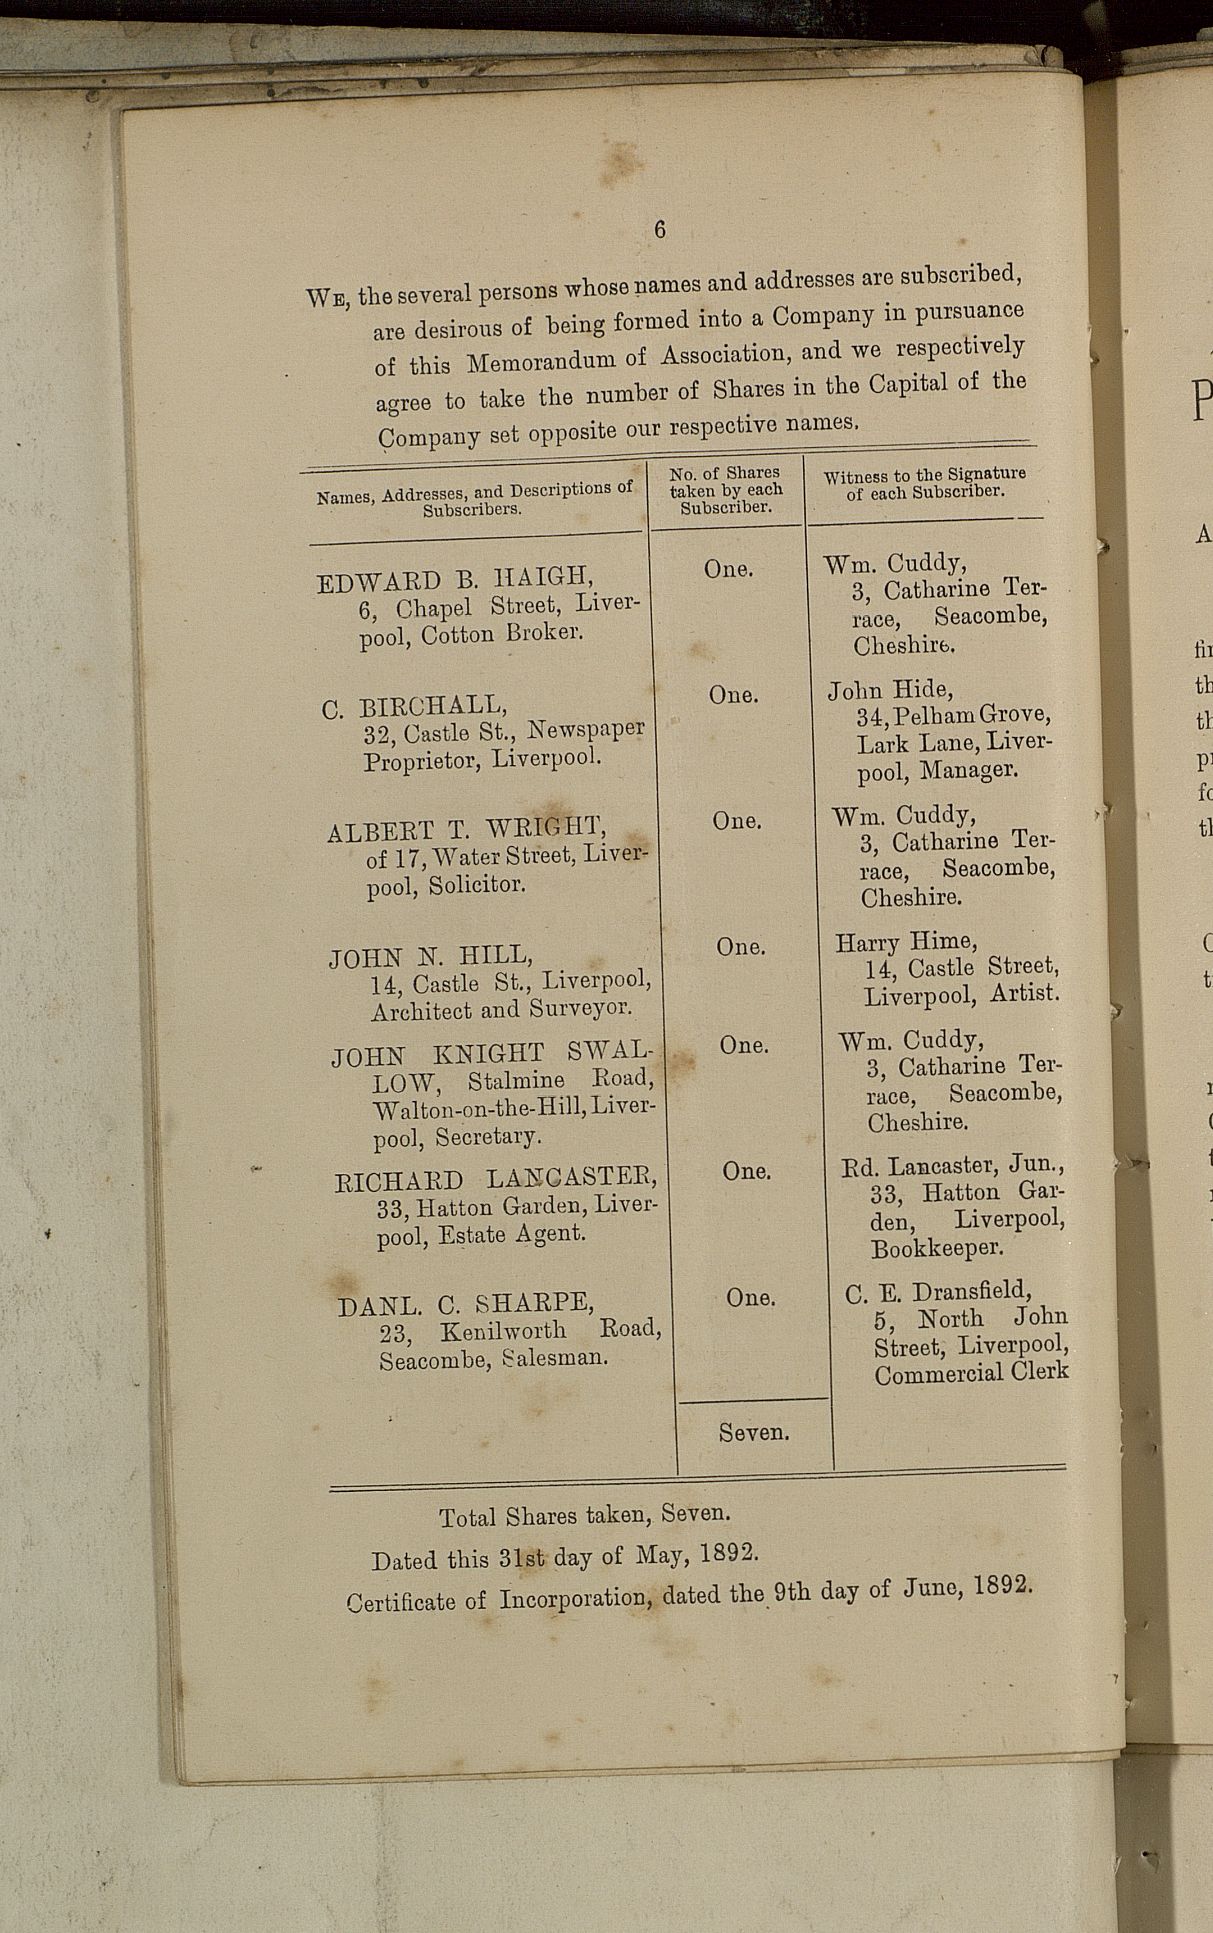 6
WE, the several persons whose names and addresses are subscribed,
are desirous of being formed into a Company in pursuance
of this Memorandum of Association, and we respectively
agree to take the number of Shares in the Capital of the
Company set opposite our respective names.
Names, Addresses, and Descriptions of
Subscribers.
No. of Shares
taken by each
Subscriber.
Witness to the Signature
of each Subscriber.
EDWARD B. HAIGH,
6, Chapel Street, Liver-
pool, Cotton Broker.
One.
Wm. Cuddy,
3, Catharine Ter-
race, Seacombe,
Cheshire.
C. BIRCHALL,
32, Castle St., Newspaper
Proprietor, Liverpool.
One.
John Hide,
34, Pelham Grove,
Lark Lane, Liver-
pool, Manager.
ALBERT T. WRIGHT,
of 17, Water Street, Liver-
pool, Solicitor.
One.
Wm. Cuddy,
3, Catharine Ter-
race, Seacombe,
Cheshire.
JOHN N. HILL,
14, Castle St., Liverpool,
Architect and Surveyor.
One.
Harry Hime,
14, Castle Street,
Liverpool, Artist.
JOHN KNIGHT SWAL-
LOW, Stalmine Road,
Walton-on-the-Hill, Liver-
pool, Secretary.
One.
Wm. Cuddy,
3, Catharine Ter-
race, Seacombe,
Cheshire.
RICHARD LANCASTER,
33, Hatton Garden, Liver-
pool, Estate Agent.
One.
Rd. Lancaster, Jun.,
33, Hatton Gar-
den, Liverpool,
Bookkeeper.
DANL. C. SHARPE,
23, Kenilworth Road,
Seacombe, Salesman.
One.
C. E. Dransfield,
5, North John
Street, Liverpool,
Commercial Clerk
Seven.
Total Shares taken, Seven.
Dated this 31st day of May, 1892.
Certificate of Incorporation, dated the 9th day of June, 1892.